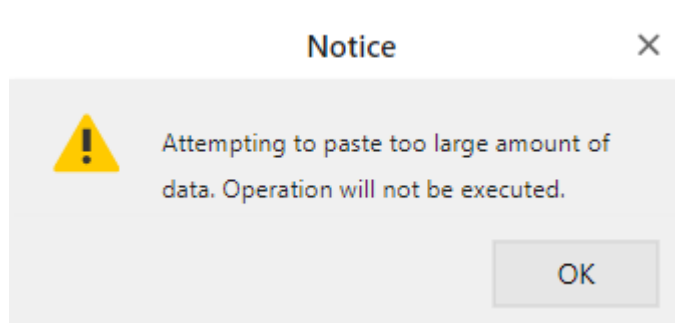 Notice
Attempting to paste too large amount of
data. Operation will not be executed.
OK